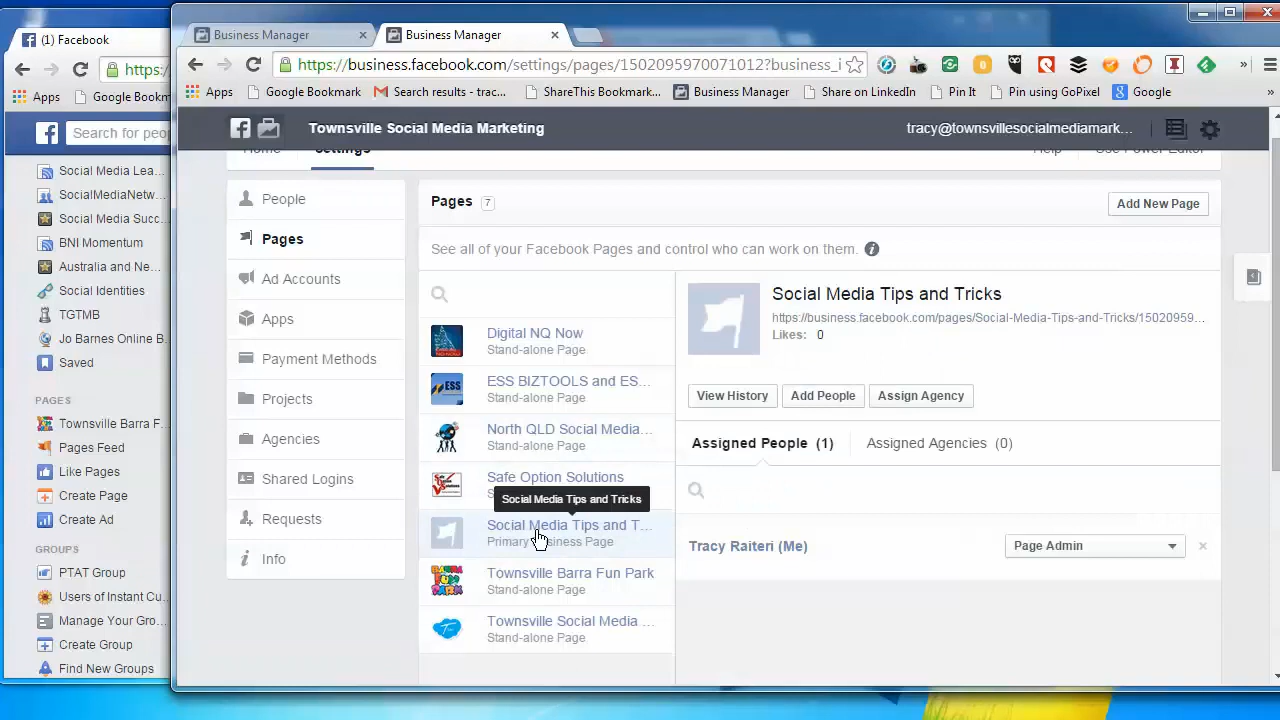 (1) Facebook
https:
Apps
Google Bookm
Search for peo
Social Media Lea...
SocialMediaNetw...
Social Media Succ...
BNI Momentum
Australia and Ne...
Social Identities
TGTMB
Jo Barnes Online B...
Saved
PAGES
Townsville Barra F...
Pages Feed
Like Pages
Create Page
Create Ad
GROUPS
PTAT Group
Users of Instant Cu...
Manage Your Gro...
Create Group
Find New Groups
Business Manager
Business Manager
https://business.facebook.com/settings/pages/1502095970071012?business_i
Apps
Google Bookmark
Search results - trac...
ShareThis Bookmark...
Business Manager
Share on LinkedIn
Pin It
Pin using GoPixel
Google
»
»
Townsville Social Media Marketing
tracy@townsvillesocialmediamark...
Home
Settings
Help
Use Power Editor
People
Pages
Ad Accounts
Apps
Payment Methods
Projects
Agencies
Shared Logins
Requests
Info
Pages 7
Add New Page
See all of your Facebook Pages and control who can work on them.
Digital NQ Now
Stand-alone Page
ESS BIZTOOLS and ES...
Stand-alone Page
North QLD Social Media...
Stand-alone Page
Safe Option Solutions
Social Media Tips and Tricks
Social Media Tips and T...
Primary Business Page
Townsville Barra Fun Park
Stand-alone Page
Townsville Social Media ...
Stand-alone Page
Social Media Tips and Tricks
https://business.facebook.com/pages/Social-Media-Tips-and-Tricks/15020959...
Likes: 0
View History
Add People
Assign Agency
Assigned People (1)
Assigned Agencies (0)
Tracy Raiteri (Me)
Page Admin